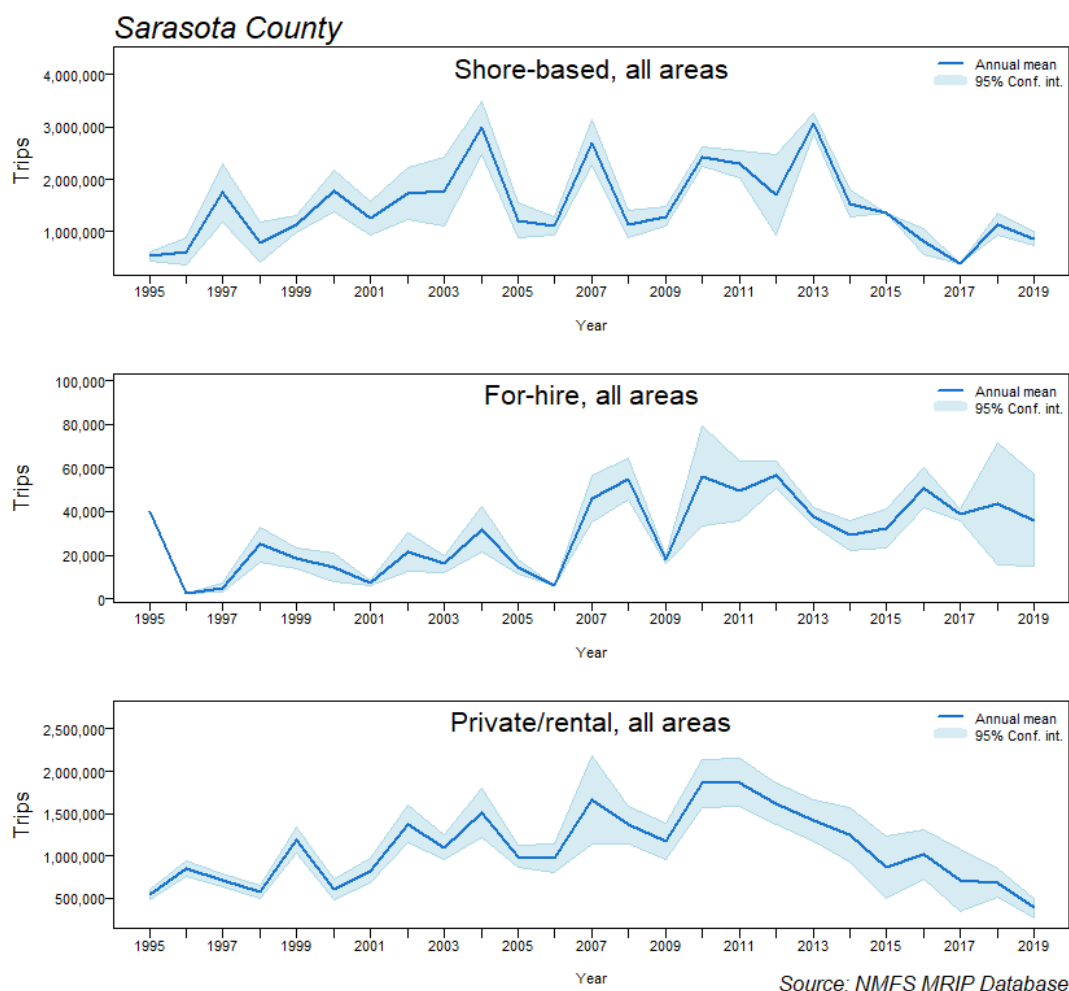 Sarasota County
Shore-based, all areas
Annual mean
95% Conf. int.
Trips
4,000,000
3,000,000
2,000,000
1,000,000
1995 1997 1999 2001 2003 2005 2007 2009 2011 2013 2015 2017 2019
Year
For-hire, all areas
Annual mean
95% Conf. int.
Trips
100,000
80,000
60,000
40,000
20,000
0
1995 1997 1999 2001 2003 2005 2007 2009 2011 2013 2015 2017 2019
Year
Private/rental, all areas
Annual mean
95% Conf. int.
Trips
2,500,000
2,000,000
1,500,000
1,000,000
500,000
1995 1997 1999 2001 2003 2005 2007 2009 2011 2013 2015 2017 2019
Year
Source: NMFS MRIP Database